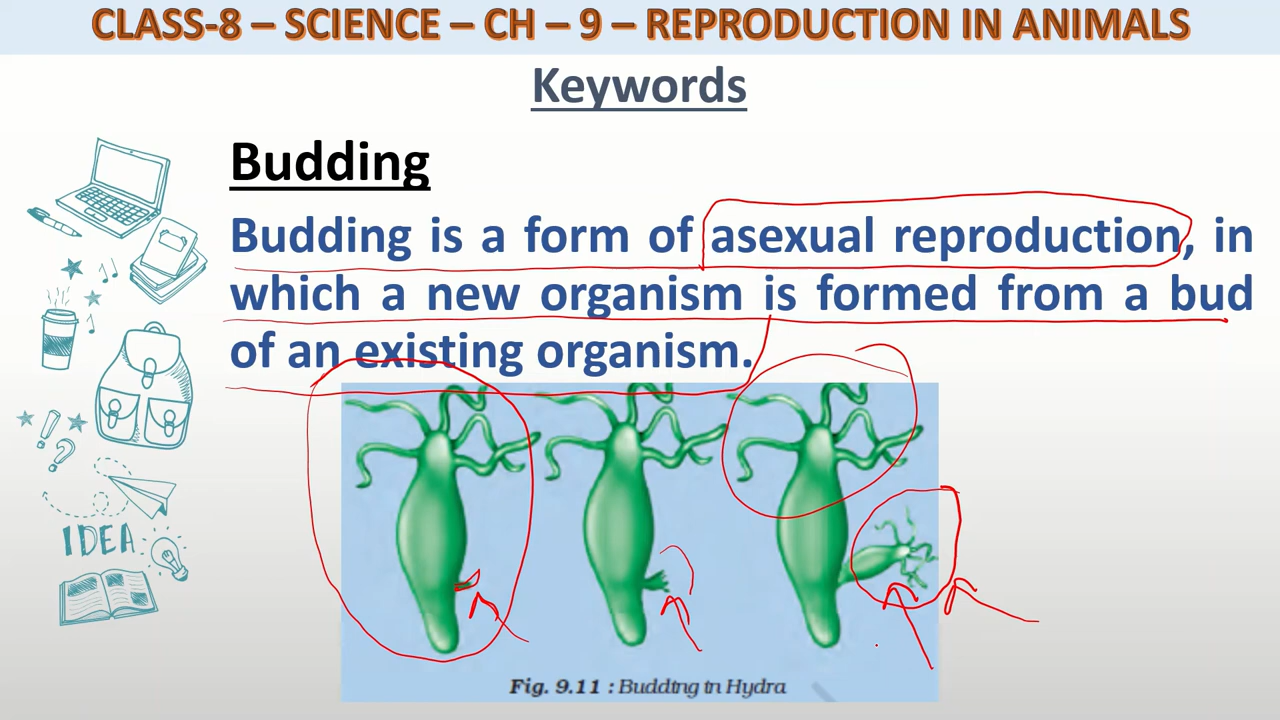 CLASS-8 – SCIENCE – CH – 9 – REPRODUCTION IN ANIMALS
Keywords
Budding
Budding is a form of asexual reproduction, in
which a new organism is formed from a bud
of an existing organism.
IDEA
Fig. 9.11 : Budding in Hydra